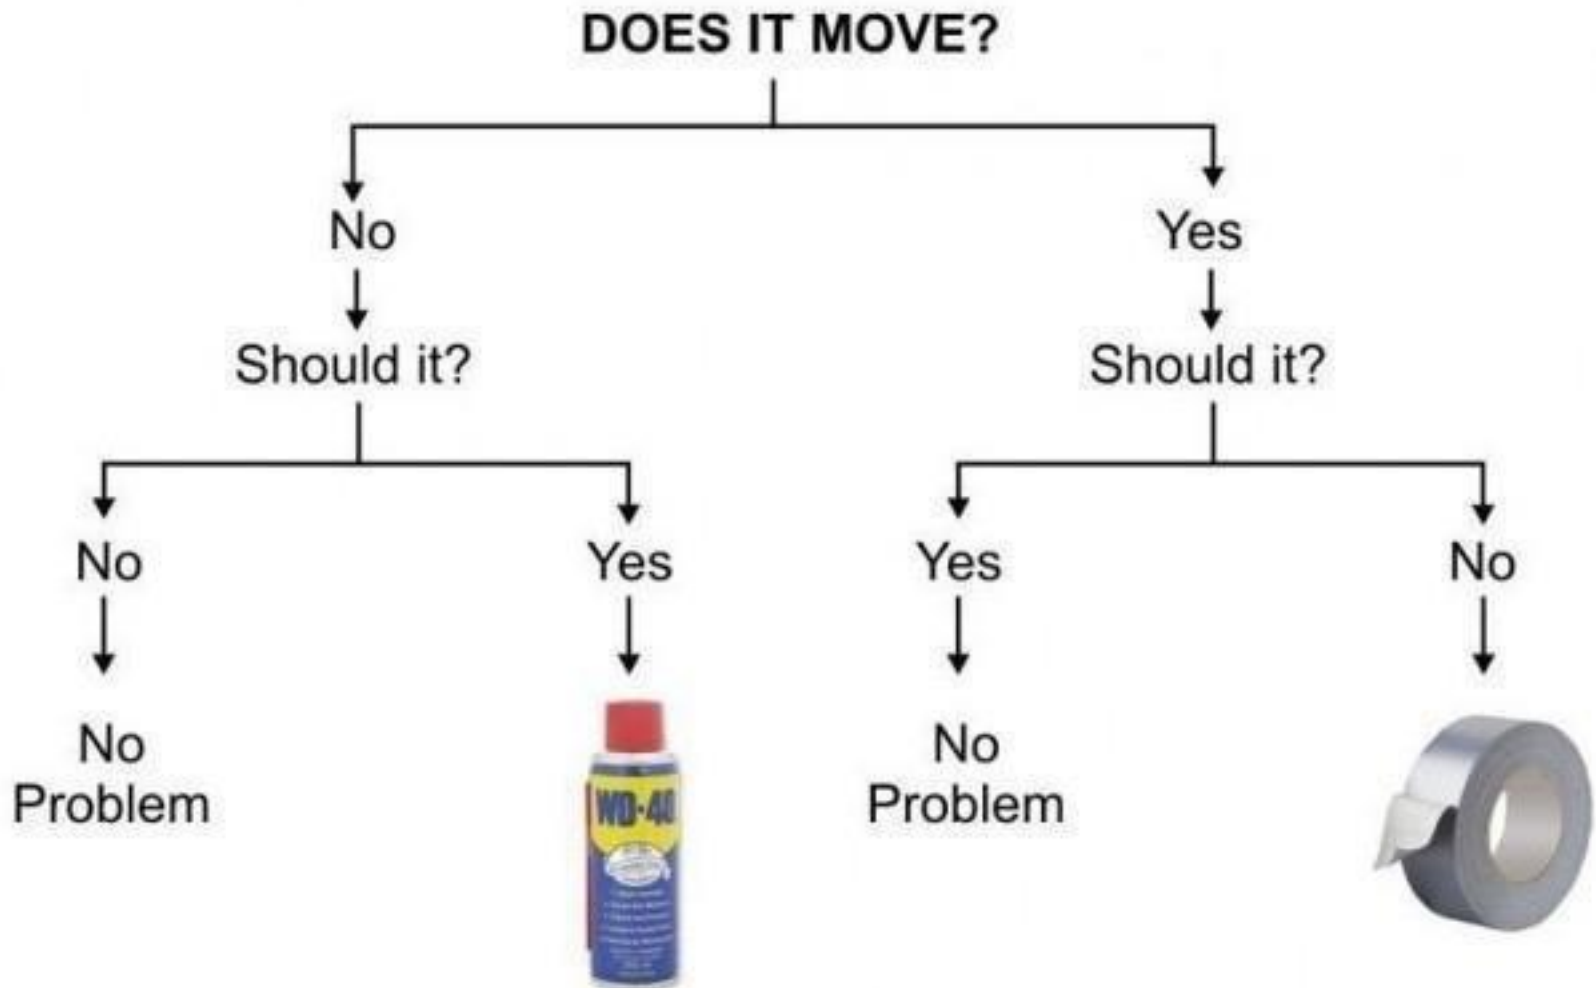 DOES IT MOVE?
No
Yes
Should it?
Should it?
No
Yes
Yes
No
No
Problem
WD-40
No
Problem